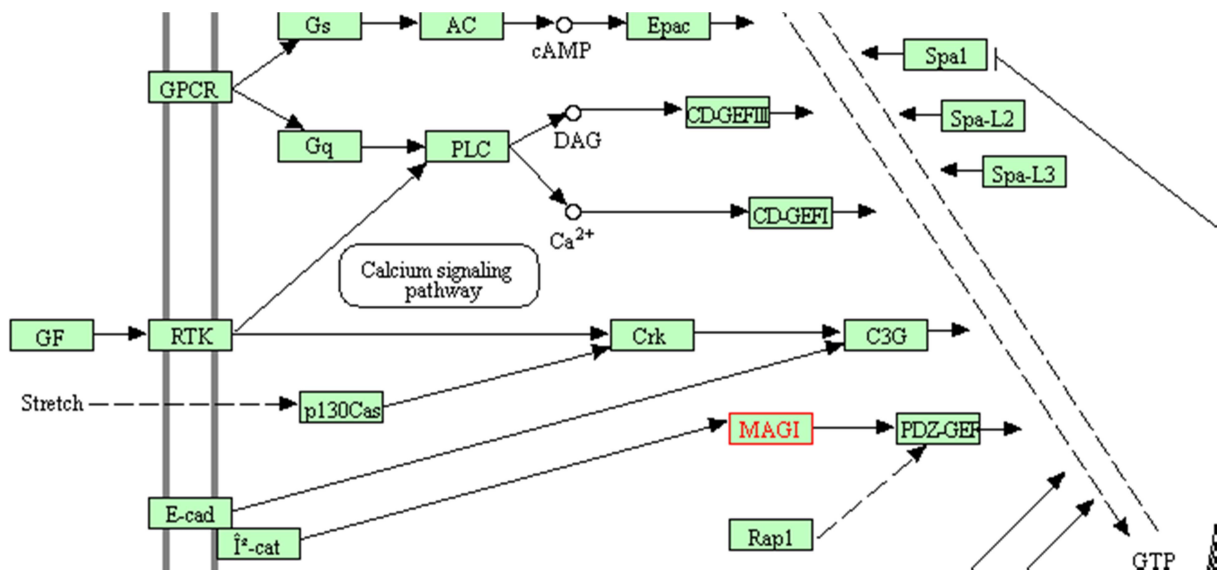 Gs
AC
cAMP
Epac
Spa1
GPCR
CD-GEFIII
Spa-L2
DAG
Gq
PLC
Spa-L3
CD-GEFI
Ca2+
Calcium signaling
pathway
GF
RTK
Crk
C3G
Stretch
p130Cas
MAGI
PDZ-GEF
E-cad
β-cat
Rap1
GTP